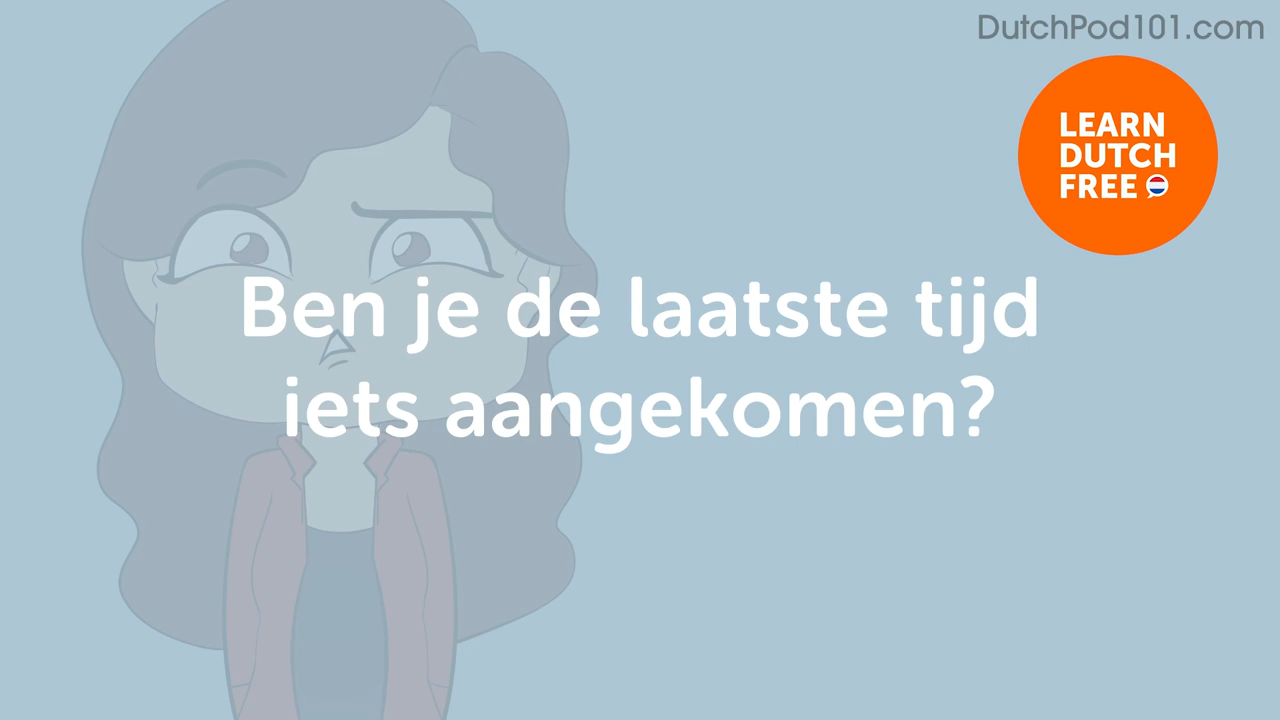 DutchPod101.com
LEARN
DUTCH
FREE
Ben je de laatste tijd
iets aangekomen?